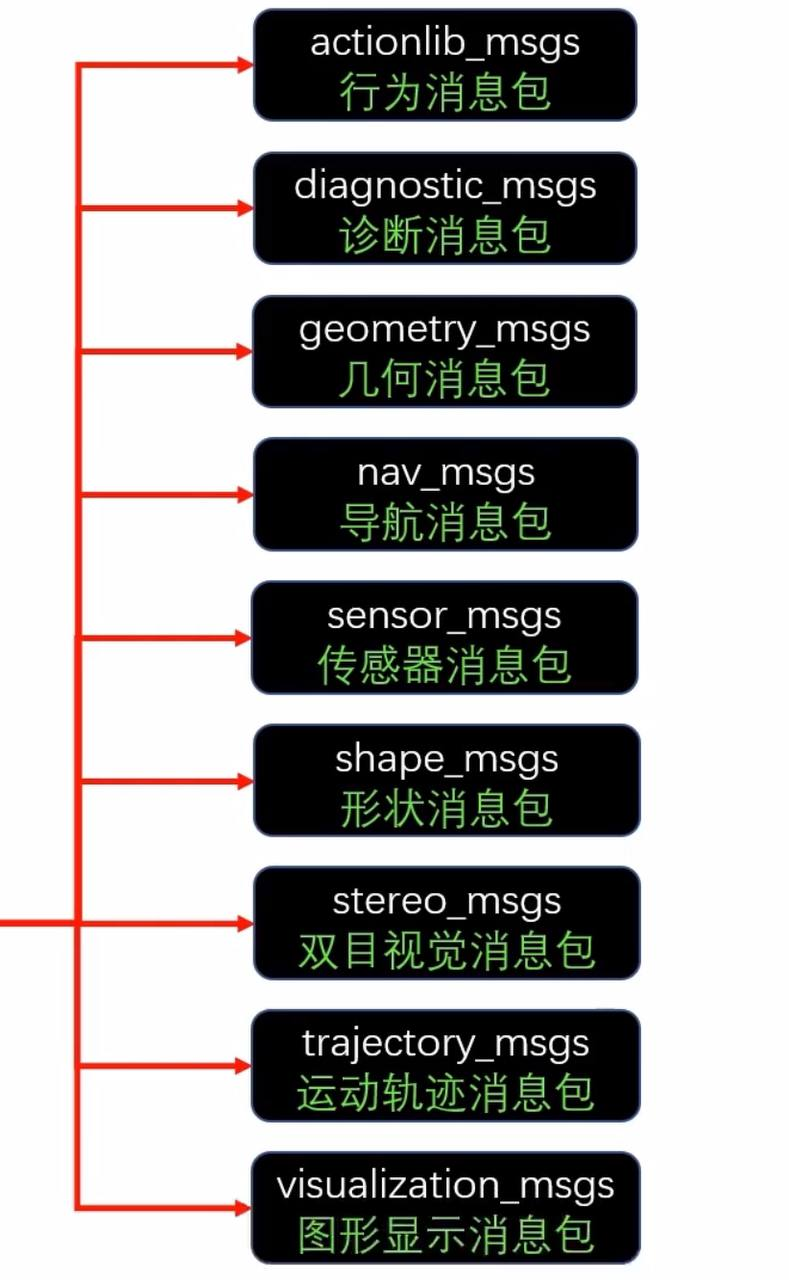 actionlib_msgs
行为消息包
diagnostic_msgs
诊断消息包
geometry_msgs
几何消息包
nav_msgs
导航消息包
sensor_msgs
传感器消息包
shape_msgs
形状消息包
stereo_msgs
双目视觉消息包
trajectory_msgs
运动轨迹消息包
visualization_msgs
图形显示消息包